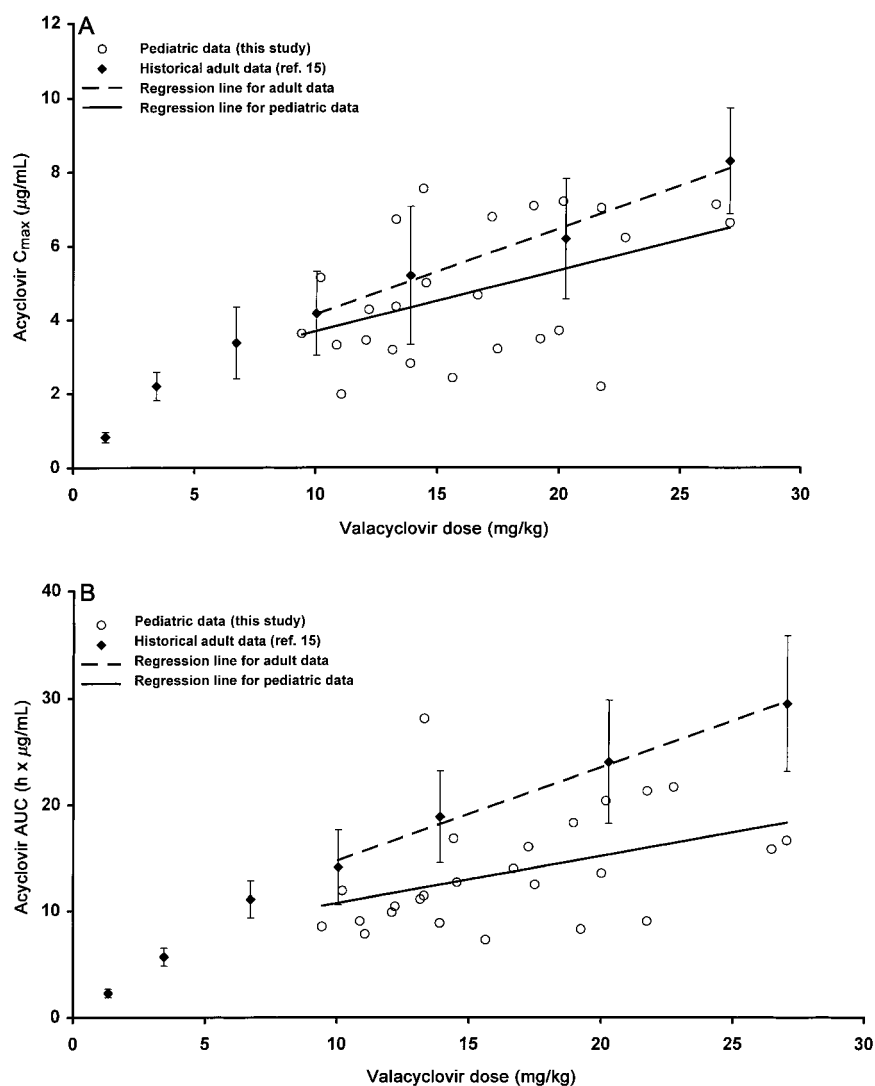 A
12
10
8
6
4
2
0
Acyclovir Cmax (μg/mL)
Pediatric data (this study)
Historical adult data (ref. 15)
Regression line for adult data
Regression line for pediatric data
0 5 10 15 20 25 30
Valacyclovir dose (mg/kg)
B
40
30
20
10
0
Acyclovir AUC (h x μg/mL)
Pediatric data (this study)
Historical adult data (ref. 15)
Regression line for adult data
Regression line for pediatric data
0 5 10 15 20 25 30
Valacyclovir dose (mg/kg)